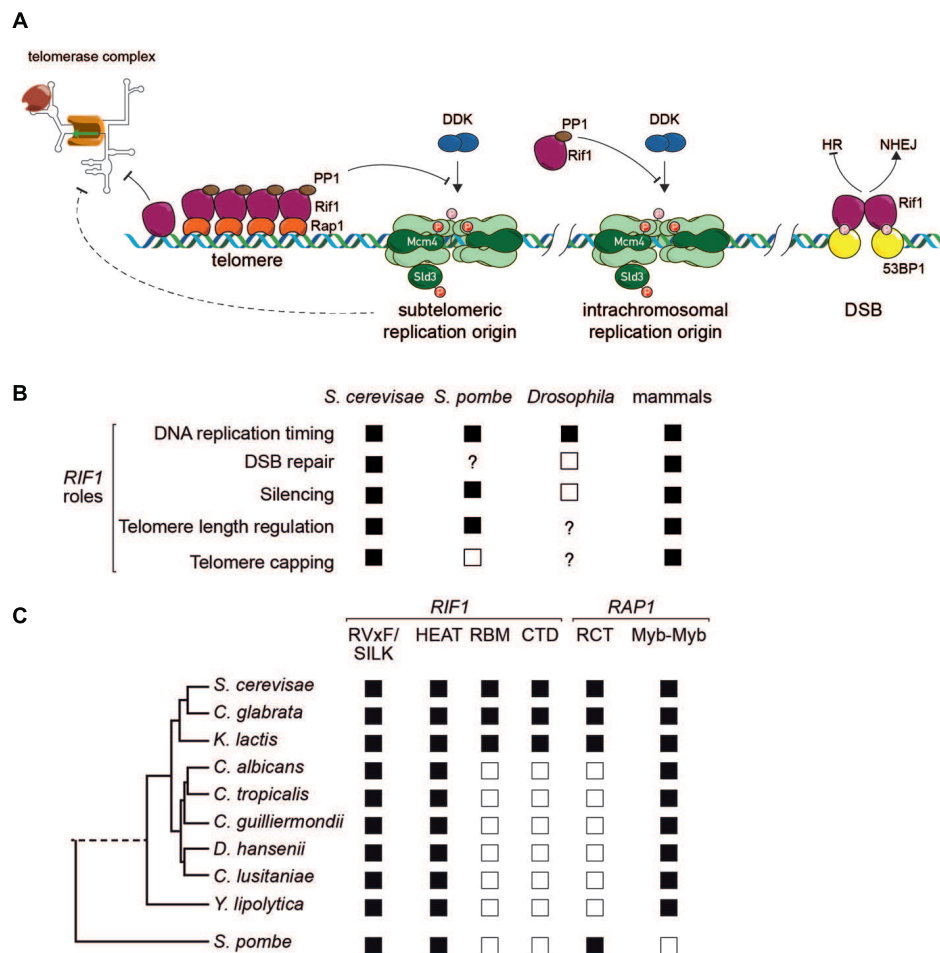 A
telomerase complex
DDK
PP1
DDK
Rif1
HR
NHEJ
PP1
Rif1
Rap1
Rif1
P
P
P
P
P
P
P
P
Mcm4
Mcm4
telomere
Sld3
Sld3
53BP1
P
P
subtelomeric
replication origin
intrachromosomal
replication origin
DSB
B
S. cerevisae S. pombe Drosophila mammals
DNA replication timing
DSB repair ?
RIF1
roles
Silencing
Telomere length regulation ?
Telomere capping ?
C
RIF1 RAP1
RVxF/
SILK HEAT RBM CTD RCT Myb-Myb
S. cerevisae
C. glabrata
K. lactis
C. albicans
C. tropicalis
C. guilliermondii
D. hansenii
C. lusitaniae
Y. lipolytica
S. pombe